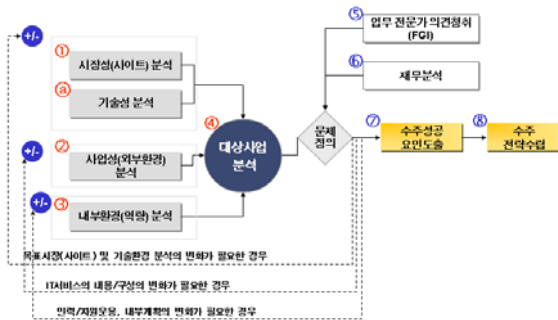 +/-
①
시장성(사이트) 분석
ⓐ
기술성 분석
+/-
②
사업성(외부환경)
분석
+/-
③
내부환경(역량) 분석
④
대상사업
분석
⑤
업무 전문가 의견청취
(FGI)
⑥
재무분석
문제
정의
⑦
수주성공
요인도출
⑧
수주
전략수립
목표시장(사이트) 및 기술환경 분석의 변화가 필요한 경우
IT서비스의 내용/구성의 변화가 필요한 경우
인력/자원운용, 내부계획의 변화가 필요한 경우